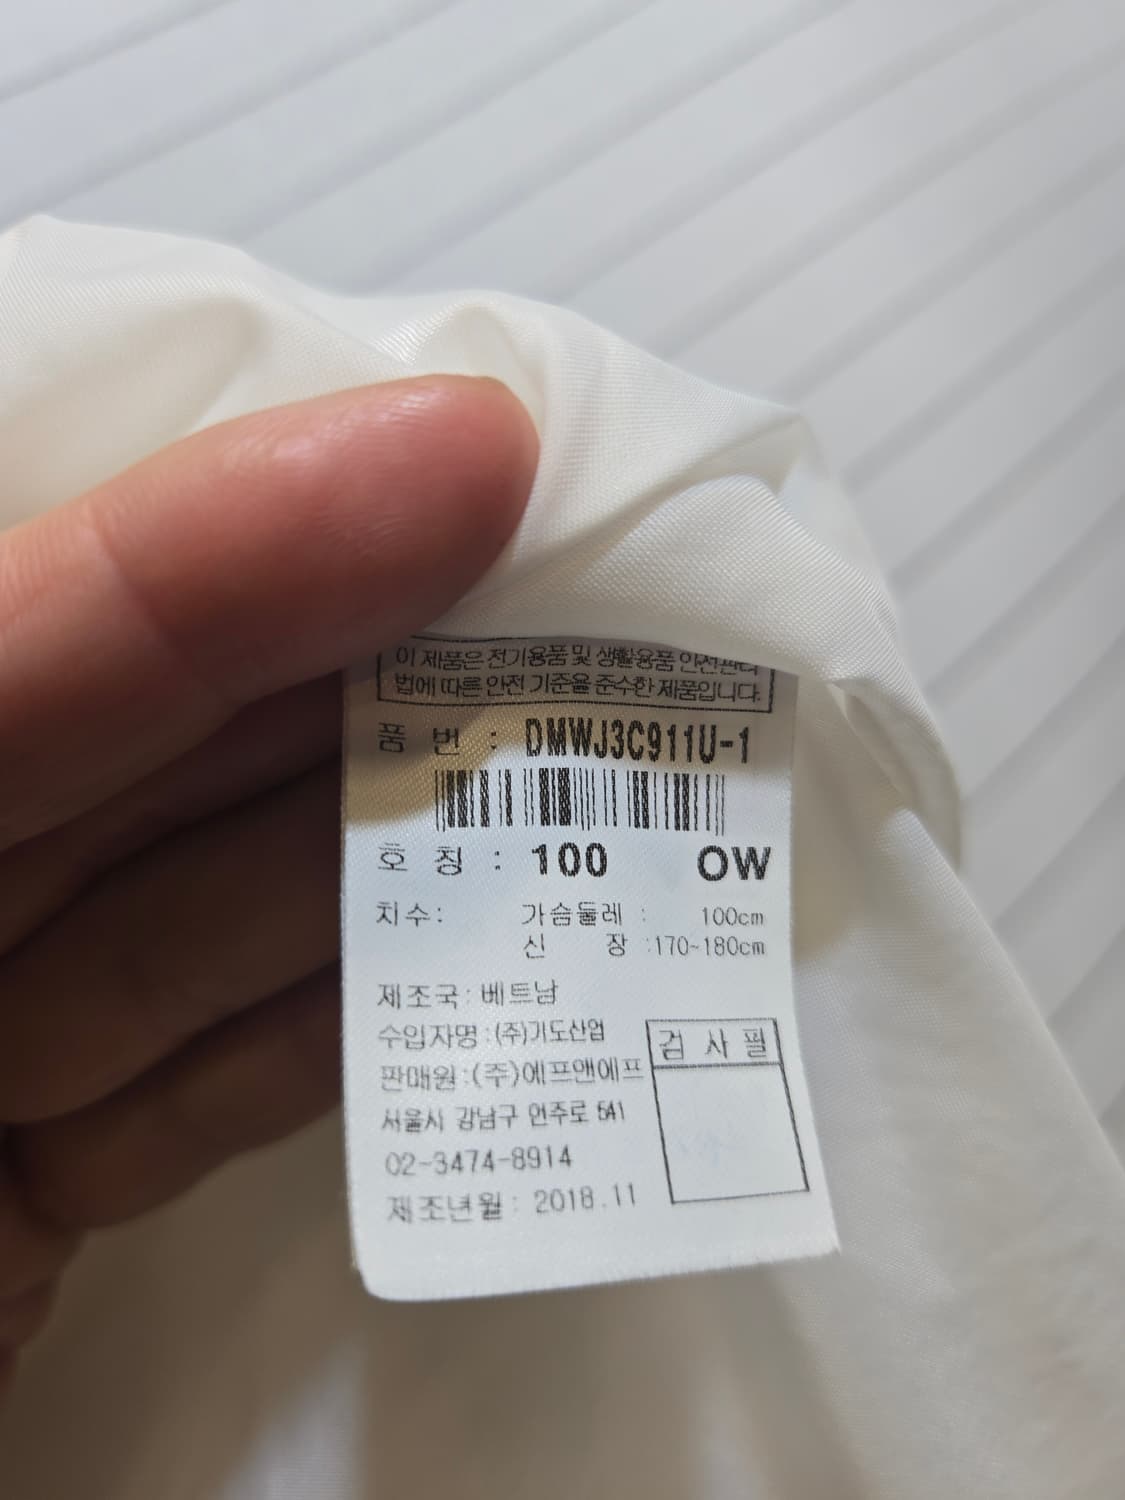 이 제품은 전기용품 및 생활용품 안전관리
법에 따른 안전 기준을 준수한 제품입니다.
품 번 : DMWJ3C911U-1
호 칭 : 100 OW
치수: 가슴둘레 : 100cm
신 장 :170~180cm
제조국: 베트남
수입자명 :(주)기도산업
판매원 :(주)에프앤에프
서울시 강남구 언주로 541
02-3474-8914
제조년월 : 2018.11
검 사 필